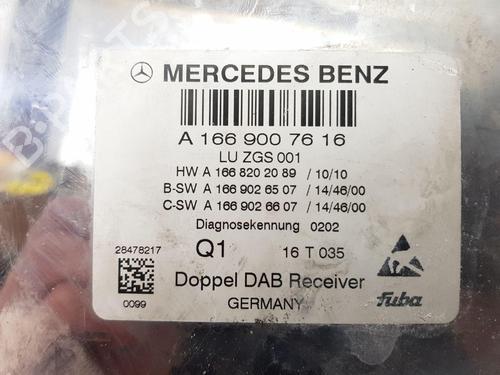 MERCEDES BENZ
A 166 900 76 16
LU ZGS 001
HW A 166 820 20 89 / 10/10
B-SW A 166 902 65 07 / 14/46/00
C-SW A 166 902 66 07 / 14/46/00
Diagnosekennung 0202
28478217
Q1 16 T 035
0099
Doppel DAB Receiver
GERMANY
fuba